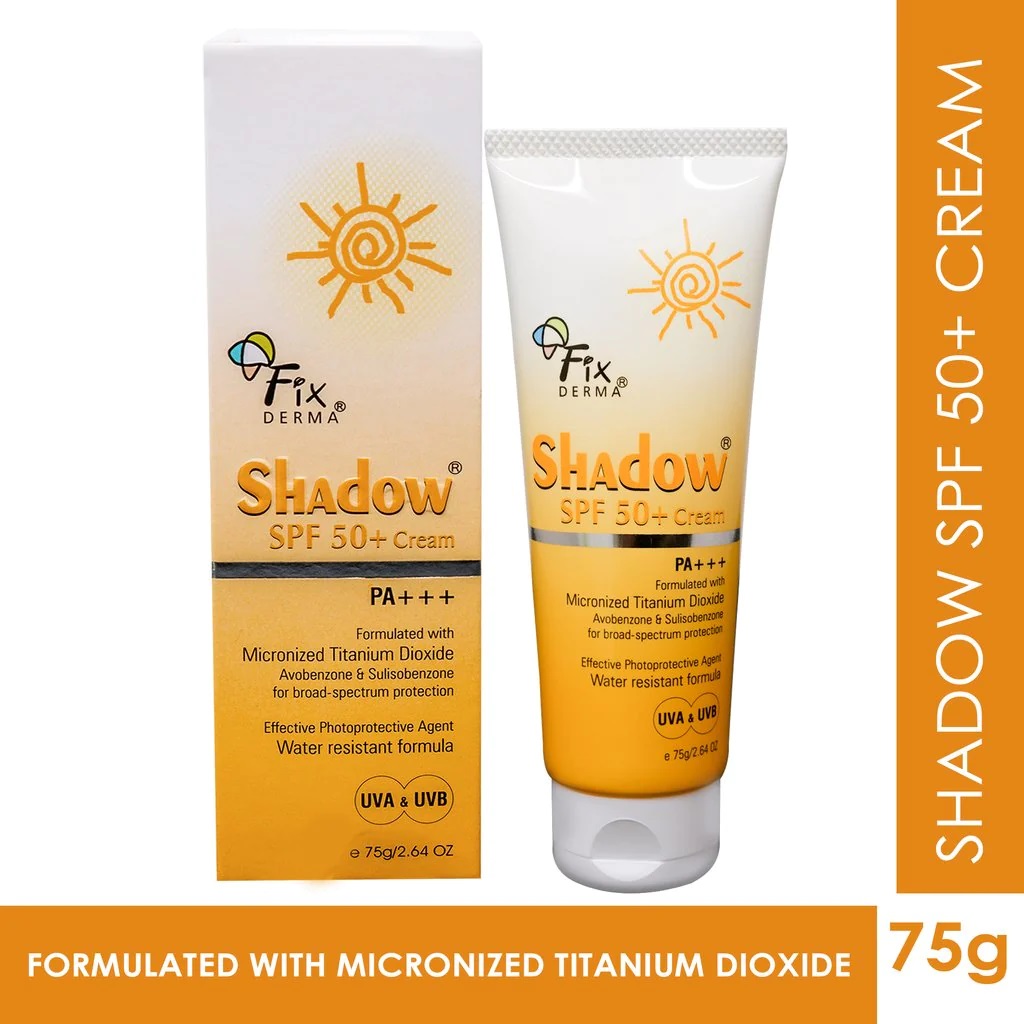 Fix
DERMA®
Shadow®
SPF 50+ Cream
PA+++
Formulated with
Micronized Titanium Dioxide
Avobenzone & Sulisobenzone
for broad-spectrum protection
Effective Photoprotective Agent
Water resistant formula
UVA & UVB
e 75g/2.64 OZ
Fix
DERMA®
Shadow®
SPF 50+ Cream
PA+++
Formulated with
Micronized Titanium Dioxide
Avobenzone & Sulisobenzone
for broad-spectrum protection
Effective Photoprotective Agent
Water resistant formula
UVA & UVB
e 75g/2.64 OZ
SHADOW SPF 50+ CREAM
FORMULATED WITH MICRONIZED TITANIUM DIOXIDE
75g